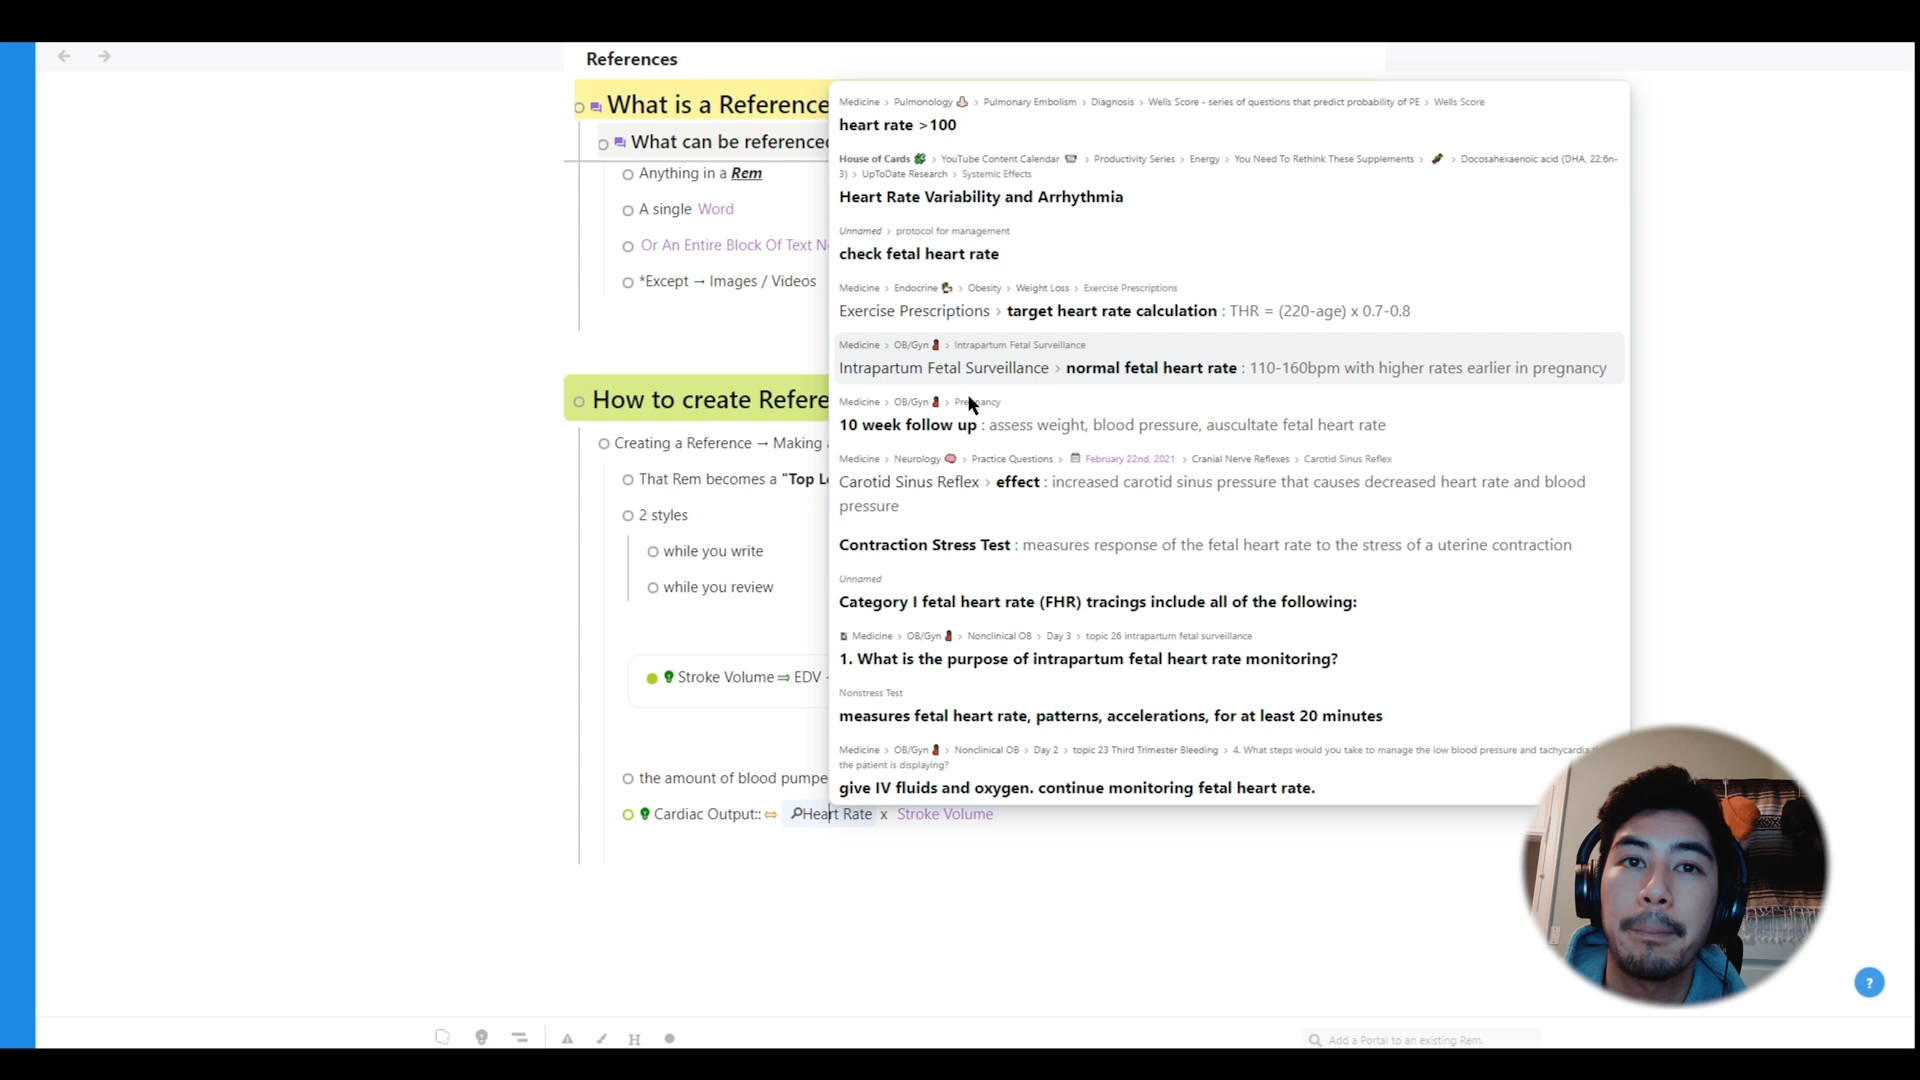 References
What is a Reference
What can be referenced
Anything in a Rem
A single Word
Or An Entire Block Of Text
*Except → Images / Videos
How to create Refere
Creating a Reference → Making
That Rem becomes a "Top
2 styles
while you write
while you review
Stroke Volume ⇒ EDV -
the amount of blood pumpe
Cardiac Output:: ⇔ Heart Rate x Stroke Volume
Medicine > Pulmonology > Pulmonary Embolism > Diagnosis > Wells Score - series of questions that predict probability of PE > Wells Score
heart rate >100
House of Cards > YouTube Content Calendar > Productivity Series > Energy > You Need To Rethink These Supplements > > Docosahexaenoic acid (DHA, 22:6n-
3) > UpToDate Research > Systemic Effects
Heart Rate Variability and Arrhythmia
Unnamed > protocol for management
check fetal heart rate
Medicine > Endocrine > Obesity > Weight Loss > Exercise Prescriptions
Exercise Prescriptions > target heart rate calculation : THR = (220-age) x 0.7-0.8
Medicine > OB/Gyn > Intrapartum Fetal Surveillance
Intrapartum Fetal Surveillance > normal fetal heart rate : 110-160bpm with higher rates earlier in pregnancy
Medicine > OB/Gyn > Pregnancy
10 week follow up : assess weight, blood pressure, auscultate fetal heart rate
Medicine > Neurology > Practice Questions > February 22nd, 2021 > Cranial Nerve Reflexes > Carotid Sinus Reflex
Carotid Sinus Reflex > effect : increased carotid sinus pressure that causes decreased heart rate and blood
pressure
Contraction Stress Test : measures response of the fetal heart rate to the stress of a uterine contraction
Unnamed
Category I fetal heart rate (FHR) tracings include all of the following:
Medicine > OB/Gyn > Nonclinical OB > Day 3 > topic 26 intrapartum fetal surveillance
1. What is the purpose of intrapartum fetal heart rate monitoring?
Nonstress Test
measures fetal heart rate, patterns, accelerations, for at least 20 minutes
Medicine > OB/Gyn > Nonclinical OB > Day 2 > topic 23 Third Trimester Bleeding > 4. What steps would you take to manage the low blood pressure and tachycardia
the patient is displaying?
give IV fluids and oxygen. continue monitoring fetal heart rate.
?
H
Add a Portal to an existing Rem.